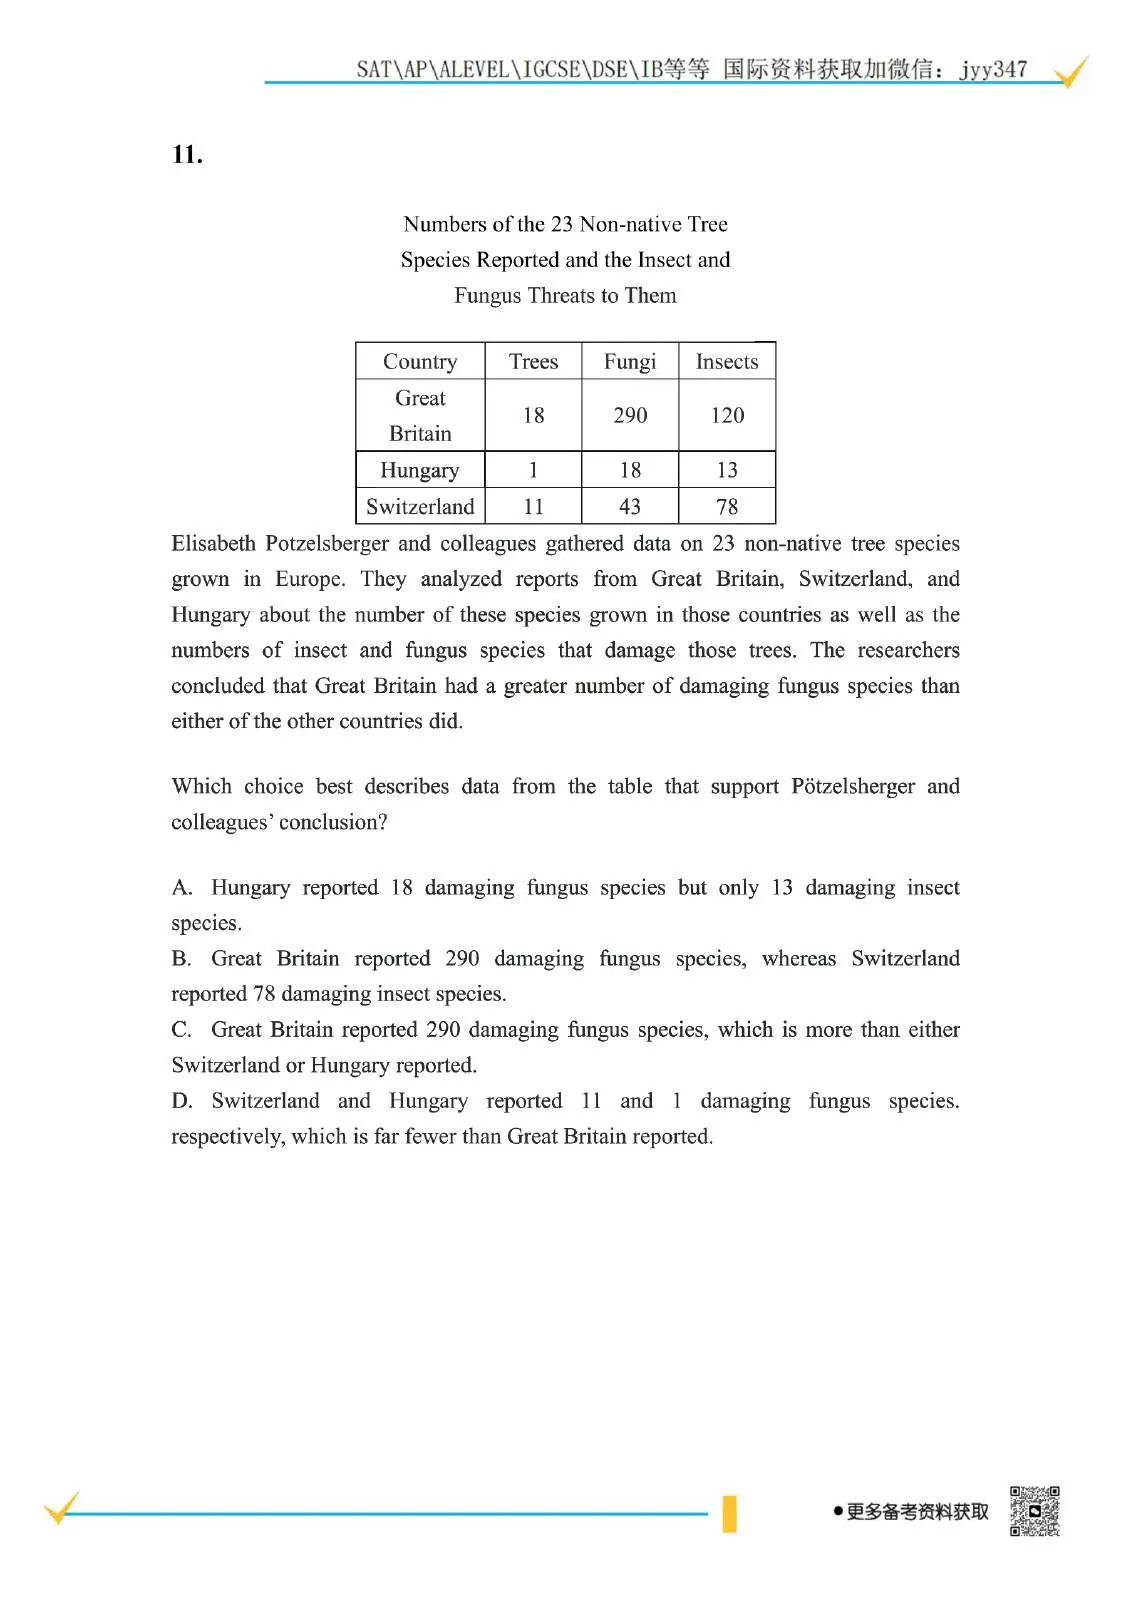 SAT\AP\ALEVEL\IGCSE\DSE\IB等等 国际资料获取加微信：jyy347
11.
Numbers of the 23 Non-native Tree
Species Reported and the Insect and
Fungus Threats to Them
Country Trees Fungi Insects
Great
Britain 18 290 120
Hungary 1 18 13
Switzerland 11 43 78
Elisabeth Potzelsberger and colleagues gathered data on 23 non-native tree species
grown in Europe. They analyzed reports from Great Britain, Switzerland, and
Hungary about the number of these species grown in those countries as well as the
numbers of insect and fungus species that damage those trees. The researchers
concluded that Great Britain had a greater number of damaging fungus species than
either of the other countries did.
Which choice best describes data from the table that support Pötzelsherger and
colleagues' conclusion?
A. Hungary reported 18 damaging fungus species but only 13 damaging insect
species.
B. Great Britain reported 290 damaging fungus species, whereas Switzerland
reported 78 damaging insect species.
C. Great Britain reported 290 damaging fungus species, which is more than either
Switzerland or Hungary reported.
D. Switzerland and Hungary reported 11 and 1 damaging fungus species.
respectively, which is far fewer than Great Britain reported.
●更多备考资料获取